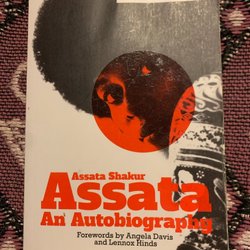 Assata Shakur
Assata
An Autobiography
Forewords by Angela Davis
and Lennox Hinds